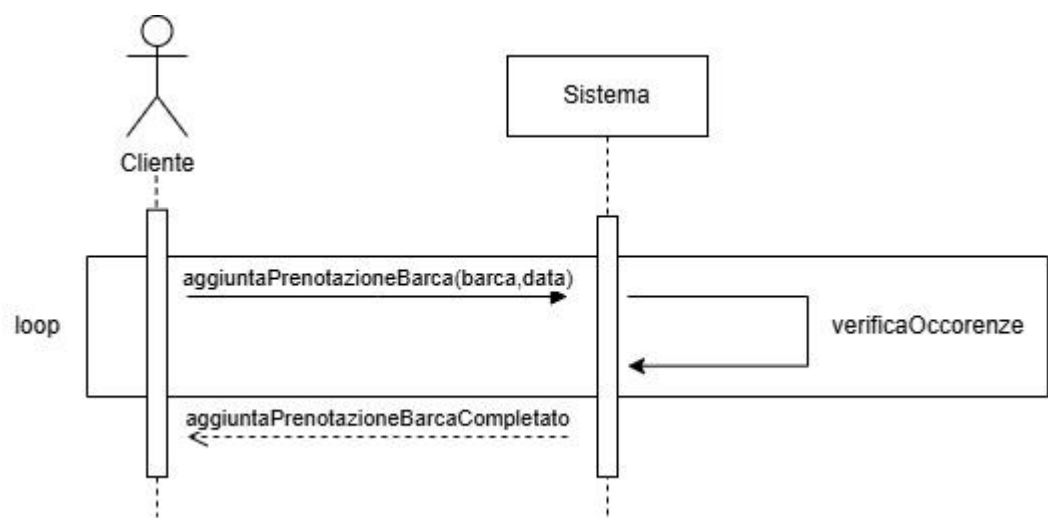 Cliente
Sistema
aggiuntaPrenotazioneBarca(barca,data)
loop
verificaOccorenze
aggiuntaPrenotazioneBarcaCompletato